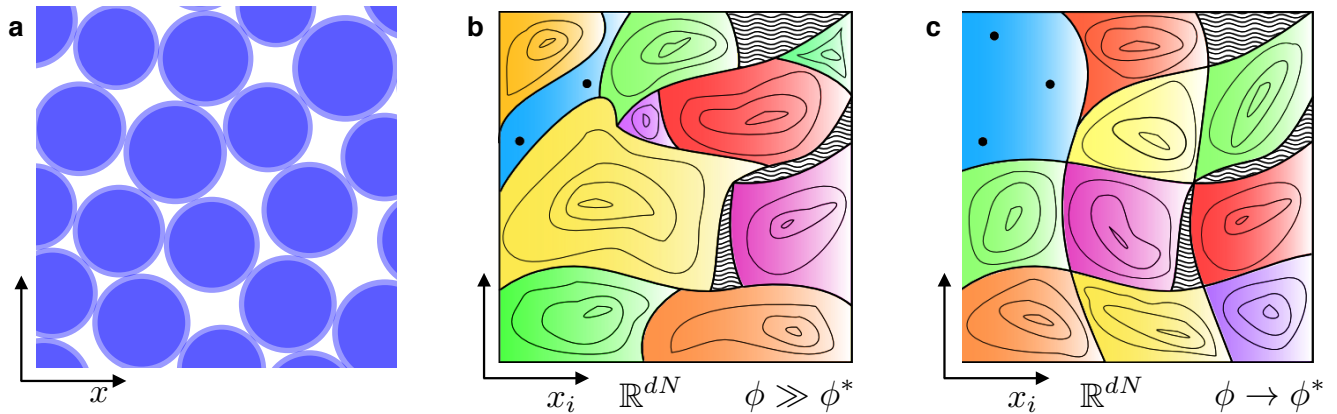 a
b
c
x
x_i ℝ^{dN} ϕ ≫ ϕ*
x_i ℝ^{dN} ϕ → ϕ*